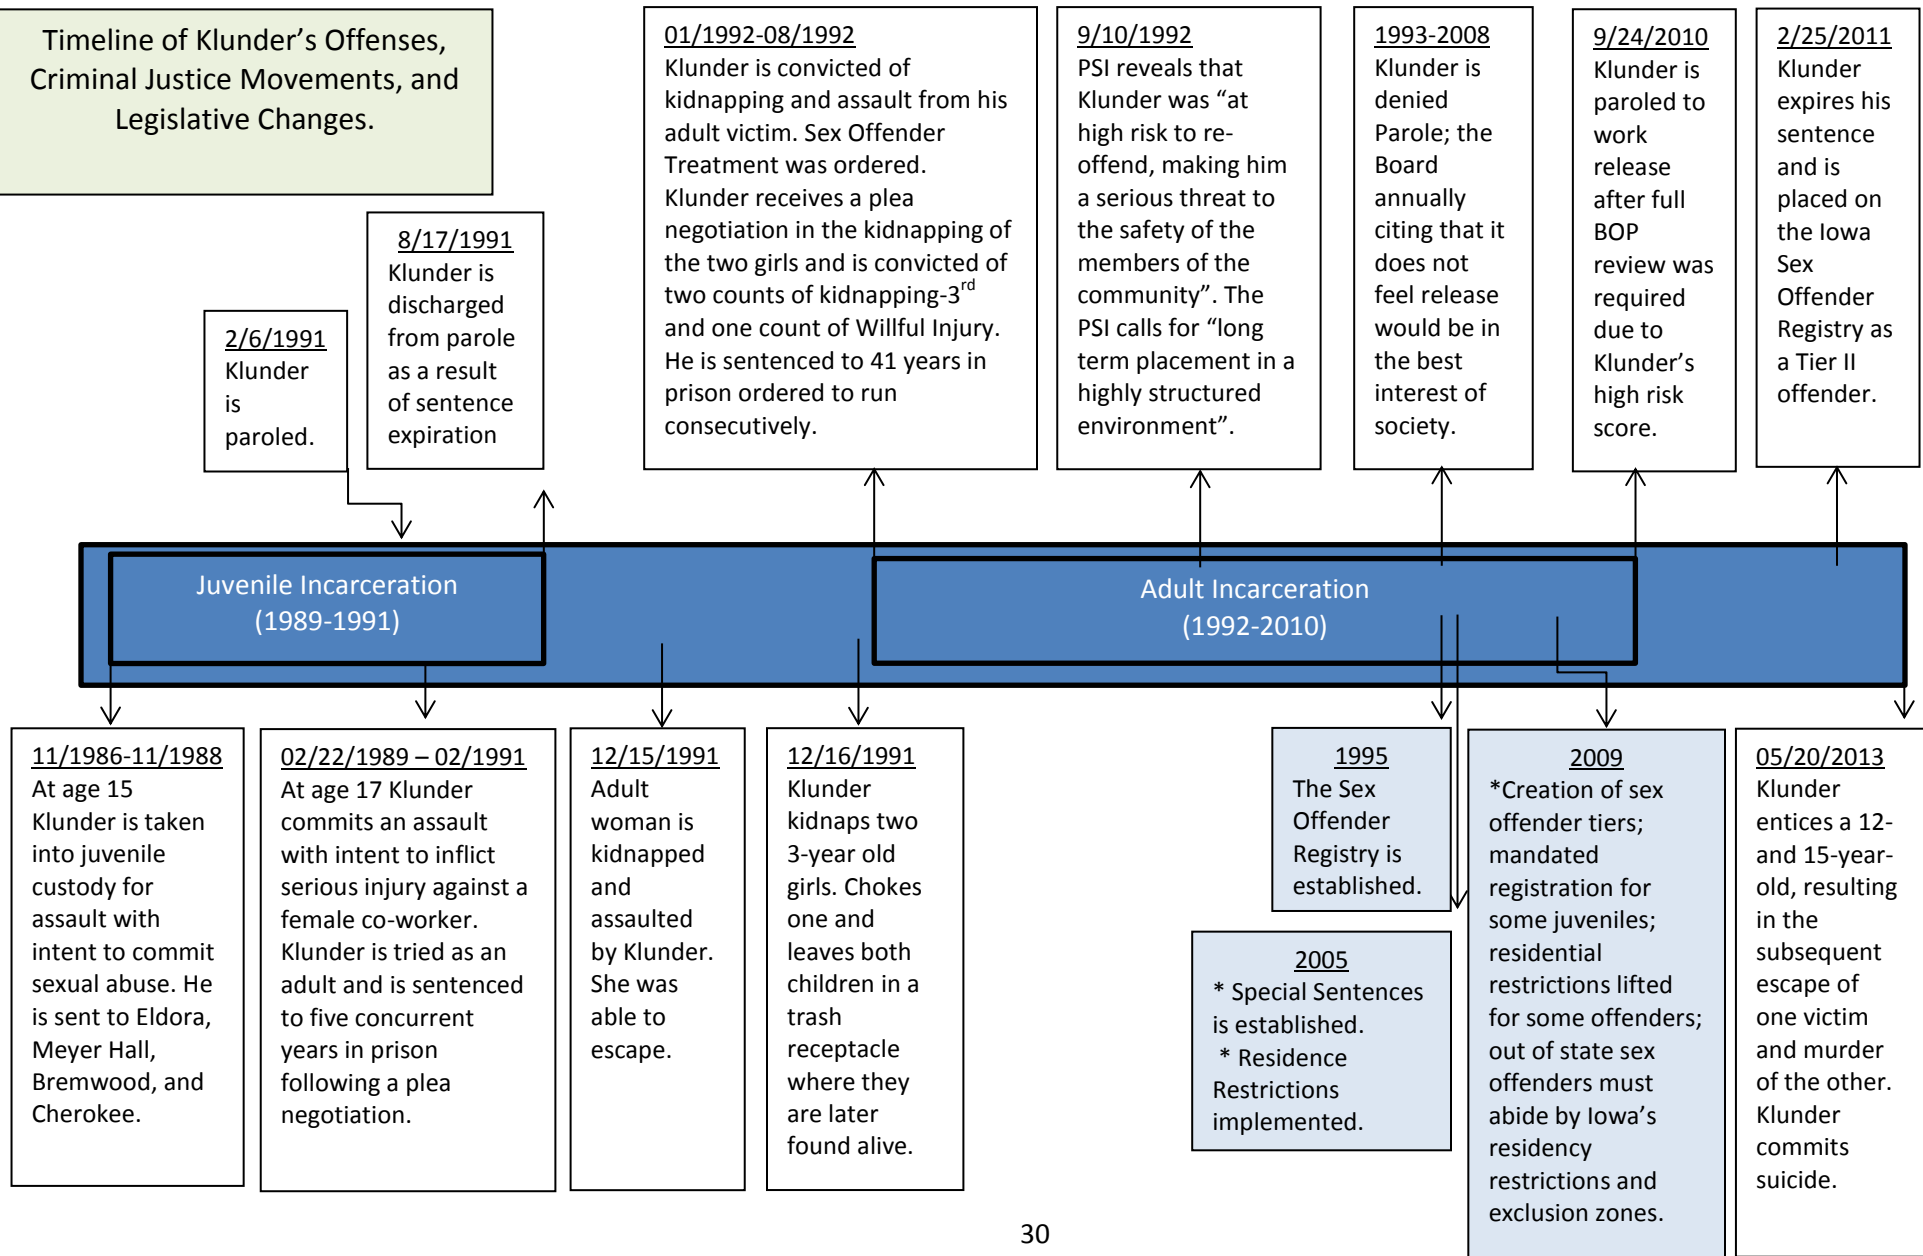 Timeline of Klunder’s Offenses,
Criminal Justice Movements, and
Legislative Changes.
2/6/1991
Klunder
is
paroled.
8/17/1991
Klunder is
discharged
from parole
as a result
of sentence
expiration
01/1992-08/1992
Klunder is convicted of
kidnapping and assault from his
adult victim. Sex Offender
Treatment was ordered.
Klunder receives a plea
negotiation in the kidnapping of
the two girls and is convicted of
two counts of kidnapping-3rd
and one count of Willful Injury.
He is sentenced to 41 years in
prison ordered to run
consecutively.
9/10/1992
PSI reveals that
Klunder was “at
high risk to re-
offend, making him
a serious threat to
the safety of the
members of the
community”. The
PSI calls for “long
term placement in a
highly structured
environment”.
1993-2008
Klunder is
denied
Parole; the
Board
annually
citing that it
does not
feel release
would be in
the best
interest of
society.
9/24/2010
Klunder is
paroled to
work
release
after full
BOP
review was
required
due to
Klunder’s
high risk
score.
2/25/2011
Klunder
expires his
sentence
and is
placed on
the Iowa
Sex
Offender
Registry as
a Tier II
offender.
Juvenile Incarceration
(1989-1991)
Adult Incarceration
(1992-2010)
11/1986-11/1988
At age 15
Klunder is taken
into juvenile
custody for
assault with
intent to commit
sexual abuse. He
is sent to Eldora,
Meyer Hall,
Bremwood, and
Cherokee.
02/22/1989 – 02/1991
At age 17 Klunder
commits an assault
with intent to inflict
serious injury against a
female co-worker.
Klunder is tried as an
adult and is sentenced
to five concurrent
years in prison
following a plea
negotiation.
12/15/1991
Adult
woman is
kidnapped
and
assaulted
by Klunder.
She was
able to
escape.
12/16/1991
Klunder
kidnaps two
3-year old
girls. Chokes
one and
leaves both
children in a
trash
receptacle
where they
are later
found alive.
1995
The Sex
Offender
Registry is
established.
2005
* Special Sentences
is established.
* Residence
Restrictions
implemented.
2009
*Creation of sex
offender tiers;
mandated
registration for
some juveniles;
residential
restrictions lifted
for some offenders;
out of state sex
offenders must
abide by Iowa’s
residency
restrictions and
exclusion zones.
05/20/2013
Klunder
entices a 12-
and 15-year-
old, resulting
in the
subsequent
escape of
one victim
and murder
of the other.
Klunder
commits
suicide.
30